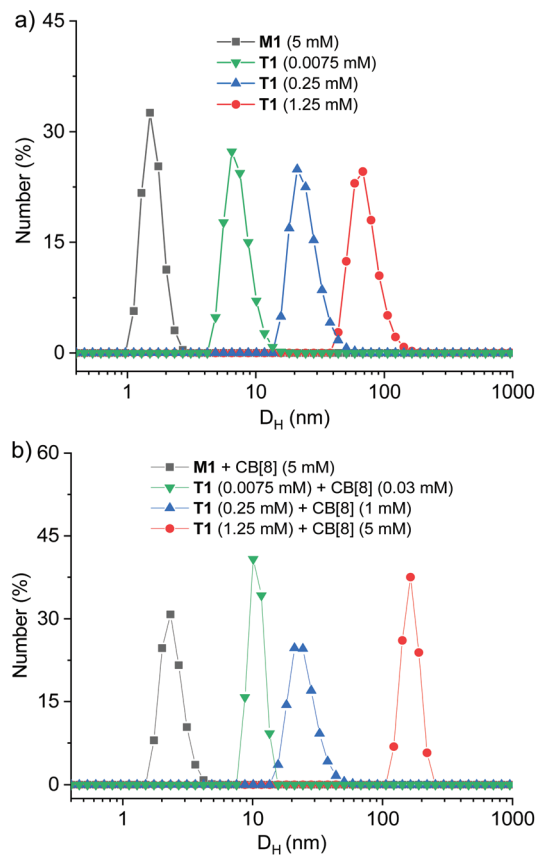 a)
45
30
15
0
Number (%)
M1 (5 mM)
T1 (0.0075 mM)
T1 (0.25 mM)
T1 (1.25 mM)
1 10 100 1000
D_H (nm)
b)
60
45
30
15
0
Number (%)
M1 + CB[8] (5 mM)
T1 (0.0075 mM) + CB[8] (0.03 mM)
T1 (0.25 mM) + CB[8] (1 mM)
T1 (1.25 mM) + CB[8] (5 mM)
1 10 100 1000
D_H (nm)